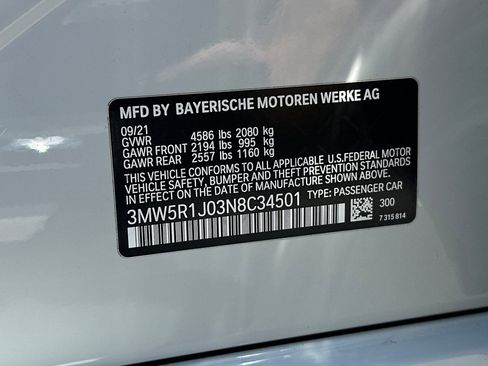 MFD BY BAYERISCHE MOTOREN WERKE AG
09/21
GVWR 4586 lbs 2080 kg
GAWR FRONT 2194 lbs 995 kg
GAWR REAR 2557 lbs 1160 kg
THIS VEHICLE CONFORMS TO ALL APPLICABLE U.S.FEDERAL MOTOR
VEHICLE SAFETY, BUMPER AND THEFT PREVENTION STANDARDS
IN EFFECT ON THE DATE OF MANUFACTURE SHOWN ABOVE.
3MW5R1J03N8C34501 TYPE: PASSENGER CAR
300
7 315 814